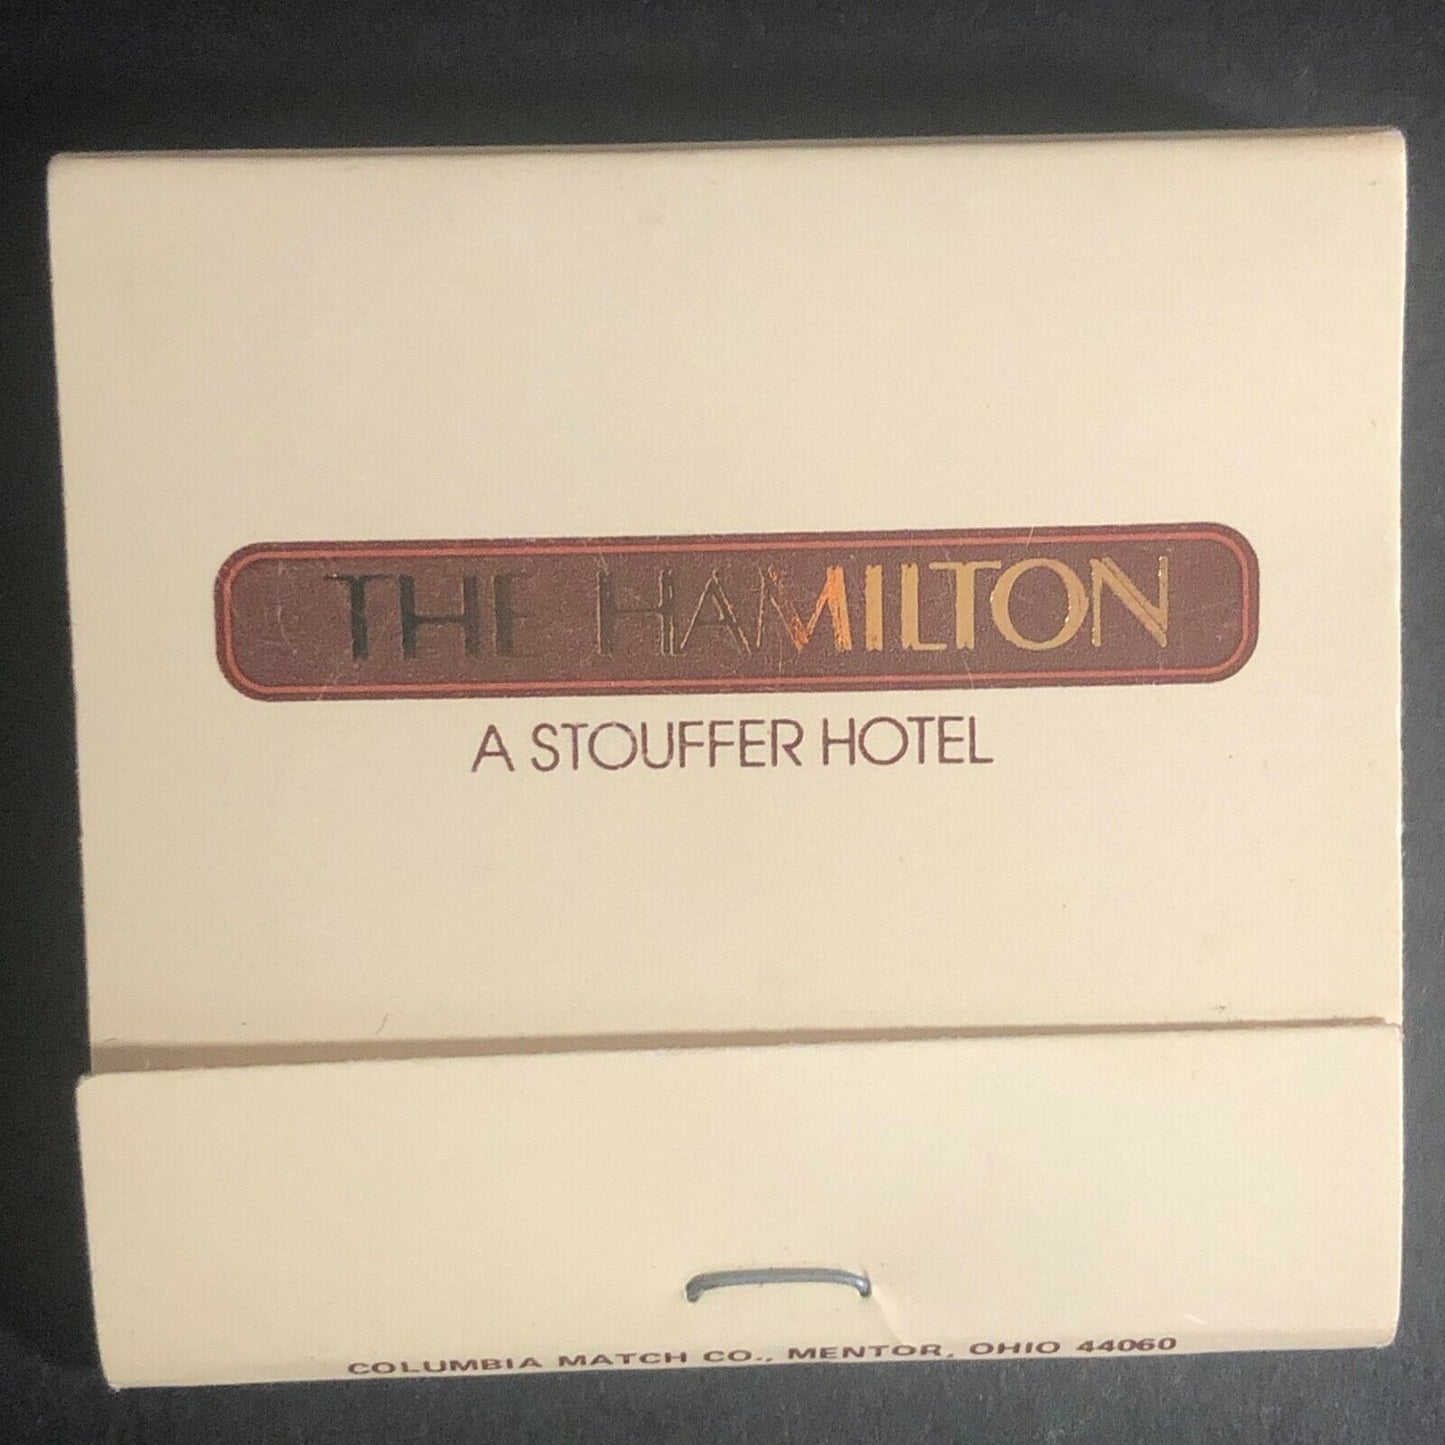 THE HAMILTON
A STOUFFER HOTEL
COLUMBIA MATCH CO., MENTOR, OHIO 44060